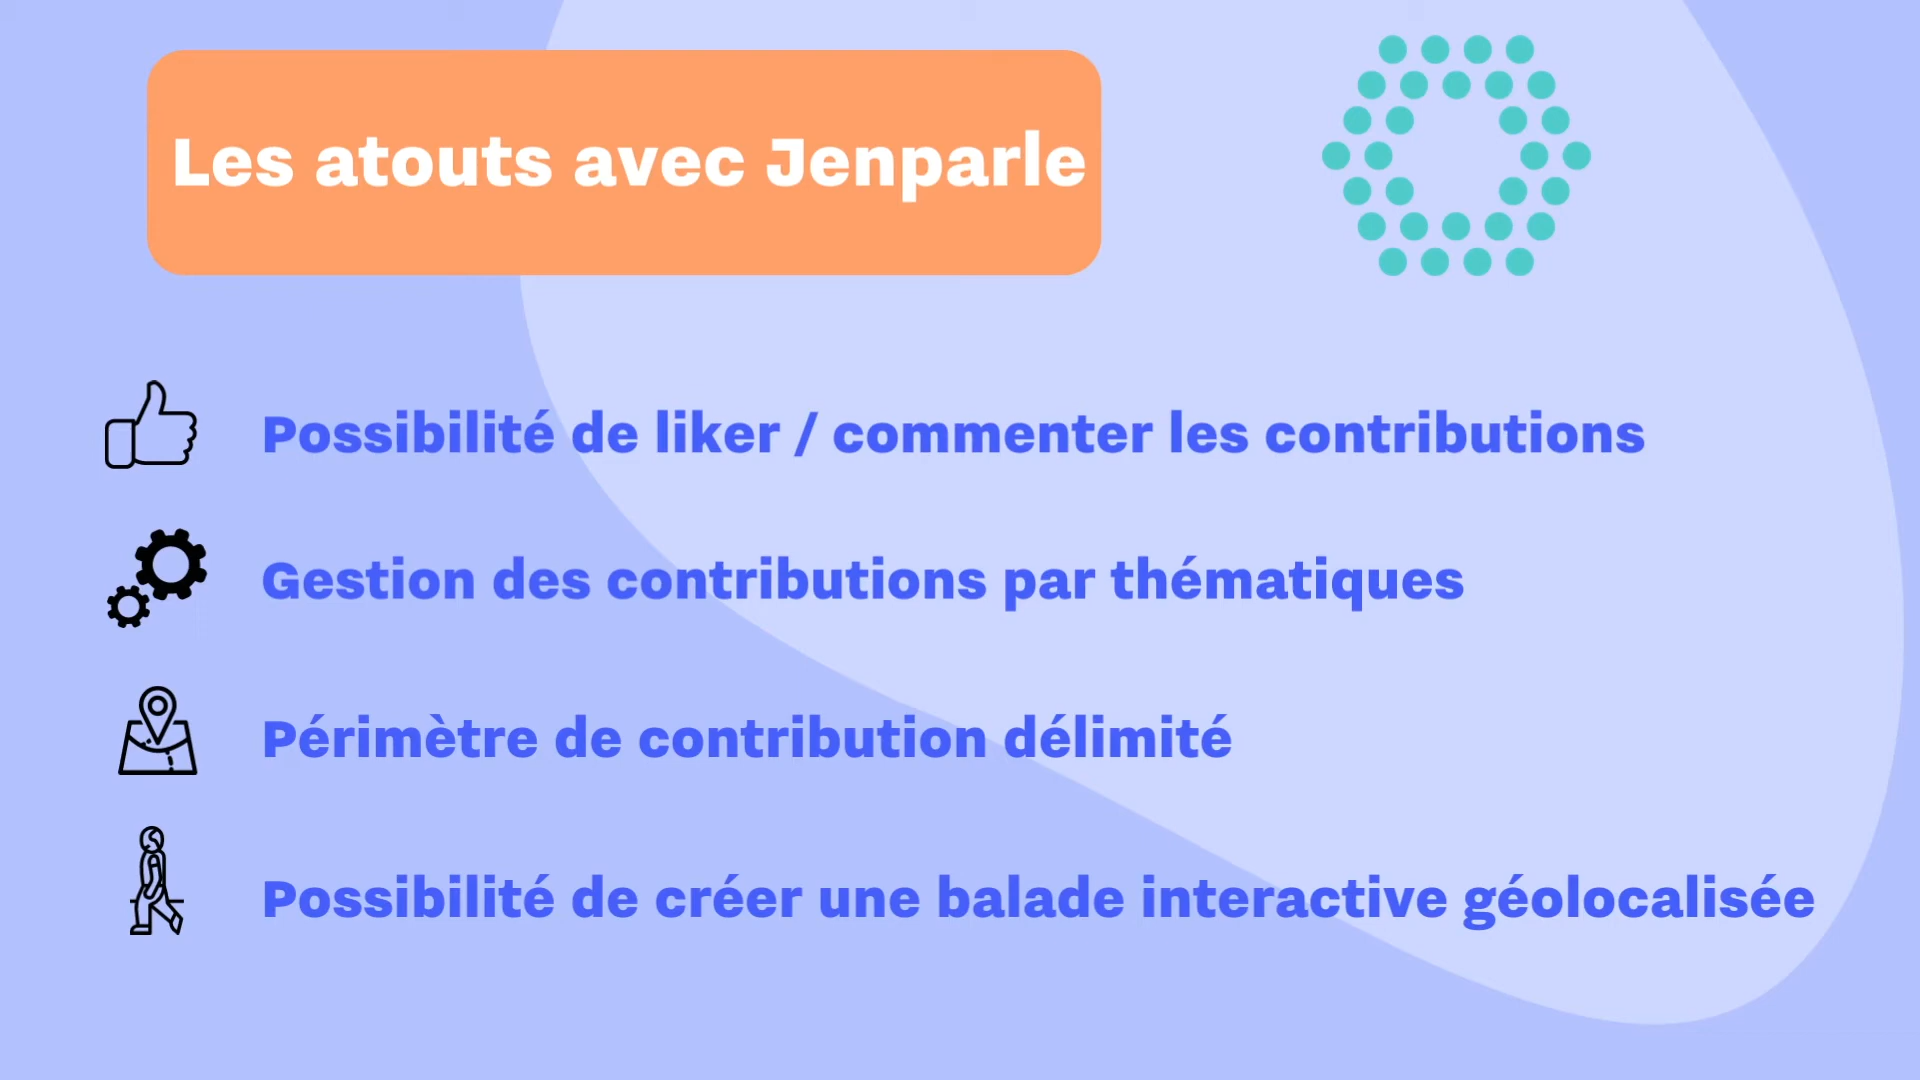 Les atouts avec Jenparle
Possibilité de liker / commenter les contributions
Gestion des contributions par thématiques
Périmètre de contribution délimité
Possibilité de créer une balade interactive géolocalisée